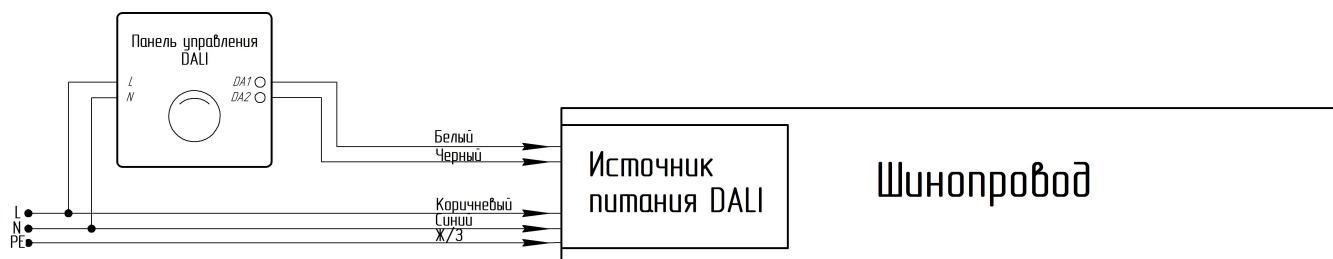 Панель управления
DALI
L
DA1
N
DA2
Белый
Черный
Источник
питания DALI
Шинопровод
Коричневый
L
Синий
N
Ж/З
PE